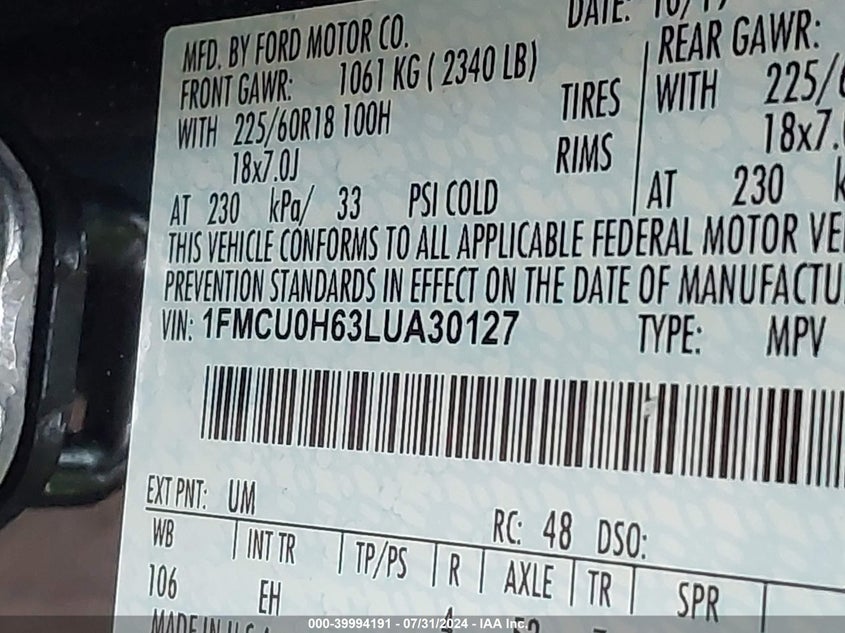 MFD. BY FORD MOTOR CO. DATE:
FRONT GAWR: 1061 KG ( 2340 LB) REAR GAWR:
WITH 225/60R18 100H TIRES WITH
18x7.0J RIMS
AT 230 kPa/ 33 PSI COLD AT 230
THIS VEHICLE CONFORMS TO ALL APPLICABLE FEDERAL MOTOR
PREVENTION STANDARDS IN EFFECT ON THE DATE OF
VIN: 1FMCU0H63LUA30127 TYPE: MPV
EXT PNT: UM RC: 48 DSO:
WB INT TR TP/PS R AXLE TR SPR
106 EH
MADE IN
000-39994191 - 07/31/2024 - IAA Inc.